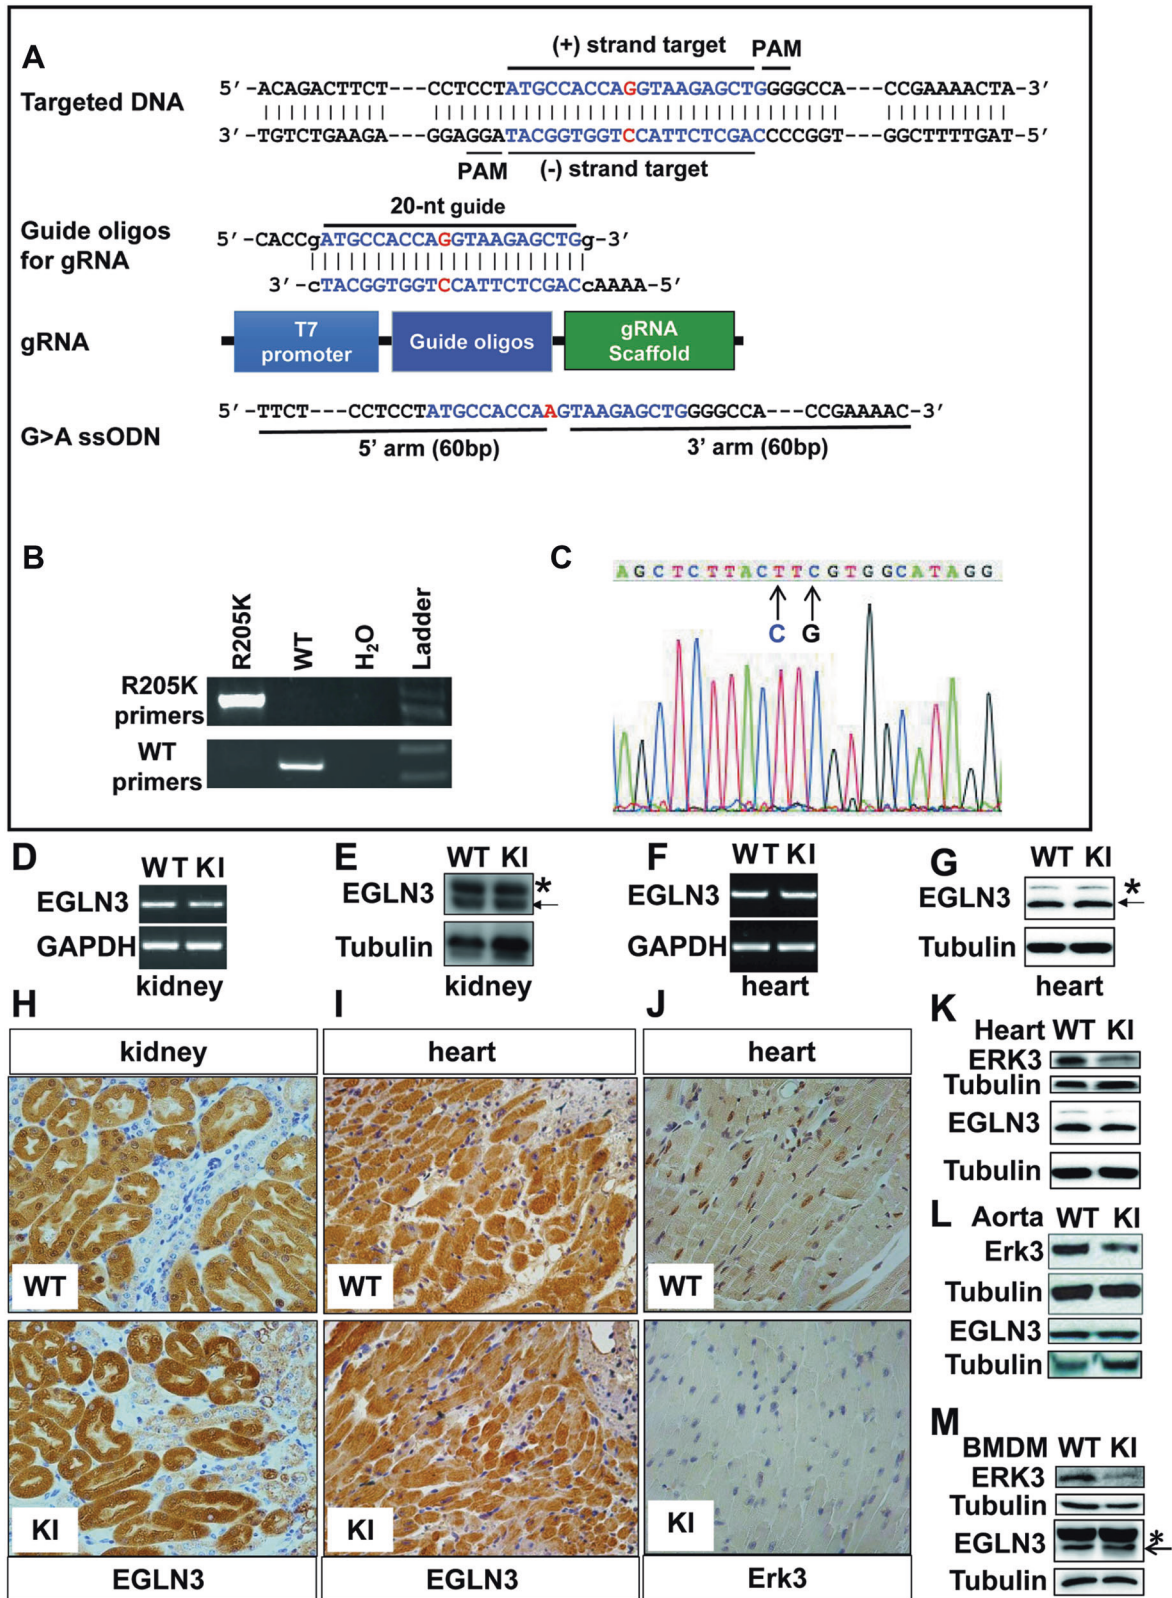 A
(+) strand target PAM
Targeted DNA
5′-ACAGACTTCT---CCTCCTATGCCACCAGGTAAGAGCTGGGGCCA---CCGAAAACTA-3′
3′-TGTCTGAAGA---GGAGGATACGGTGGTCCATTCTCGACCCCGGT---GGCTTTTGAT-5′
PAM (-) strand target
20-nt guide
Guide oligos for gRNA
5′-CACCgATGCCACCAGGTAAGAGCTGg-3′
3′-cTACGGTGGTCCATTCTCGACcAAAA-5′
gRNA
T7 promoter
Guide oligos
gRNA Scaffold
G>A ssODN
5′-TTCT---CCTCCTATGCCACCAAGTAAGAGCTGGGGCCA---CCGAAAAC-3′
5′ arm (60bp) 3′ arm (60bp)
B
R205K WT H2O Ladder
R205K primers
WT primers
C
AGCTCTTACTTCGTGGCATAGG
C G
D
WT KI
EGLN3
GAPDH
kidney
E
WT KI
EGLN3 *
Tubulin
kidney
F
WT KI
EGLN3
GAPDH
heart
G
WT KI
EGLN3 *
Tubulin
heart
H
kidney
WT
KI
EGLN3
I
heart
WT
KI
EGLN3
J
heart
WT
KI
Erk3
K
Heart WT KI
ERK3
Tubulin
EGLN3
Tubulin
L
Aorta WT KI
Erk3
Tubulin
EGLN3
Tubulin
M
BMDM WT KI
ERK3
Tubulin
EGLN3 *
Tubulin